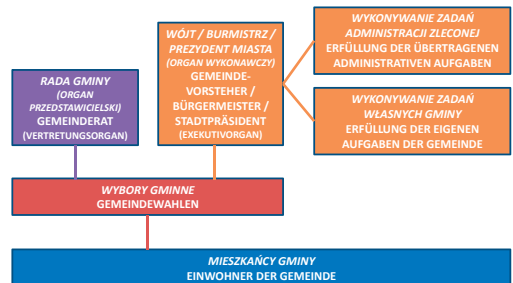 RADA GMINY
(ORGAN
PRZEDSTAWICIELSKI)
GEMEINDERAT
(VERTRETUNGSORGAN)
WÓJT / BURMISTRZ /
PREZYDENT MIASTA
(ORGAN WYKONAWCZY)
GEMEINDE-
VORSTEHER /
BÜRGERMEISTER /
STADTPRÄSIDENT
(EXEKUTIVORGAN)
WYKONYWANIE ZADAŃ
ADMINISTRACJI ZLECONEJ
ERFÜLLUNG DER ÜBERTRAGENEN
ADMINISTRATIVEN AUFGABEN
WYKONYWANIE ZADAŃ
WŁASNYCH GMINY
ERFÜLLUNG DER EIGENEN
AUFGABEN DER GEMEINDE
WYBORY GMINNE
GEMEINDEWAHLEN
MIESZKAŃCY GMINY
EINWOHNER DER GEMEINDE